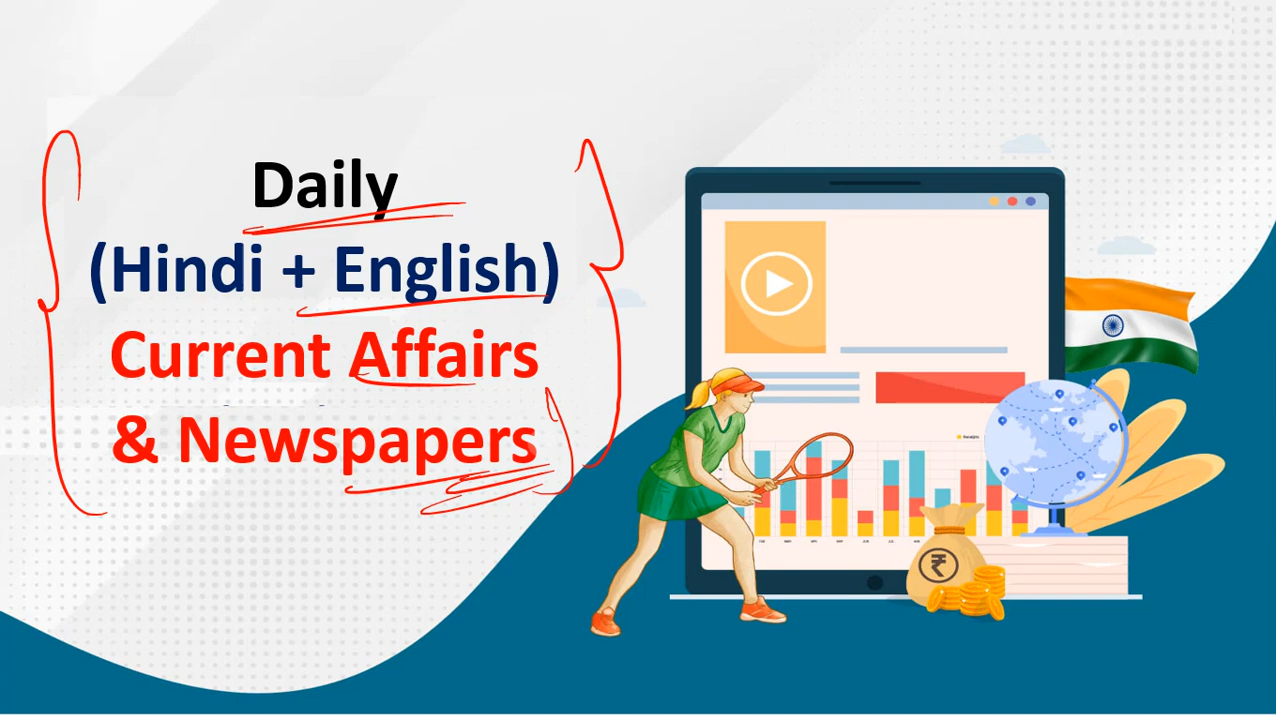 Daily
(Hindi + English)
Current Affairs
& Newspapers
₹